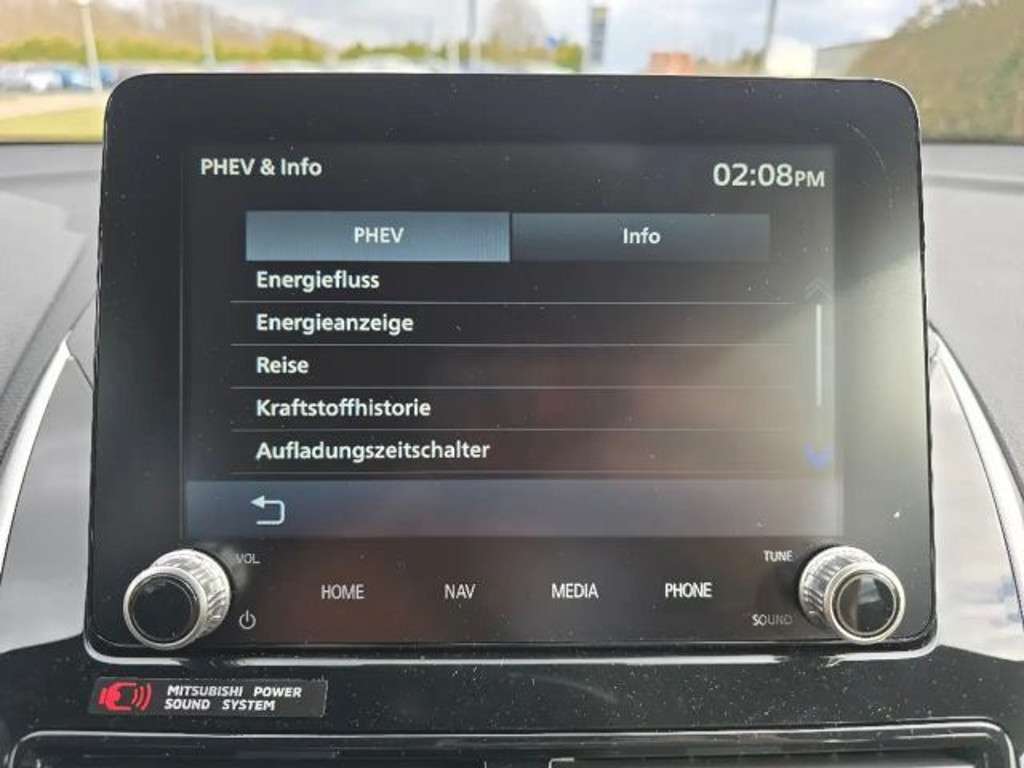 PHEV & Info
02:08PM
PHEV
Info
Energiefluss
Energieanzeige
Reise
Kraftstoffhistorie
Aufladungszeitschalter
VOL
TUNE
HOME
NAV
MEDIA
PHONE
SOUND
MITSUBISHI POWER
SOUND SYSTEM